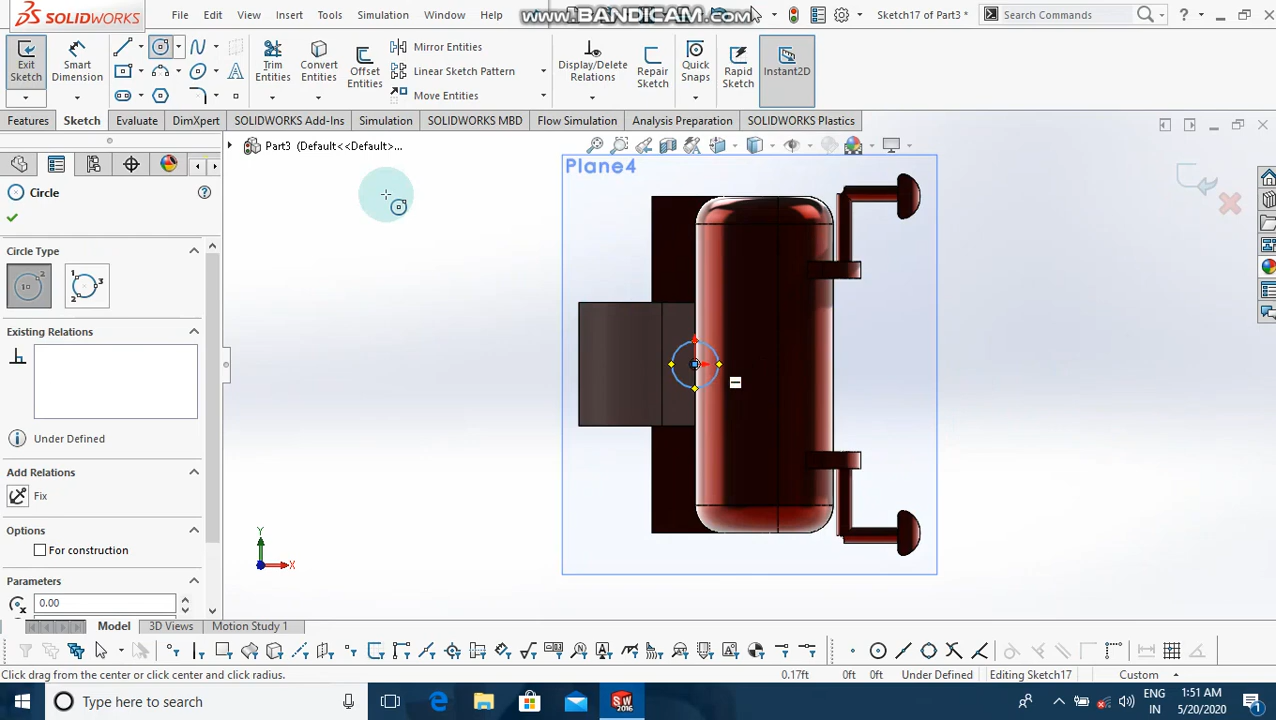 SOLIDWORKS
File Edit View Insert Tools Simulation Window Help
www.BANDICAM.com
Sketch17 of Part3 *
Search Commands
Exit Sketch
Smart Dimension
Trim Entities
Convert Entities
Offset Entities
Mirror Entities
Linear Sketch Pattern
Move Entities
Display/Delete Relations
Repair Sketch
Quick Snaps
Rapid Sketch
Instant2D
Features Sketch Evaluate DimXpert SOLIDWORKS Add-Ins Simulation SOLIDWORKS MBD Flow Simulation Analysis Preparation SOLIDWORKS Plastics
Part3 (Default<<Default>...
Plane4
Circle
Circle Type
Existing Relations
Under Defined
Add Relations
Fix
Options
For construction
Parameters
0.00
Y
X
Model 3D Views Motion Study 1
Click drag from the center or click center and click radius.
0.17ft 0ft 0ft Under Defined Editing Sketch17 Custom
Type here to search
SW 2016
ENG IN
1:51 AM
5/20/2020
1